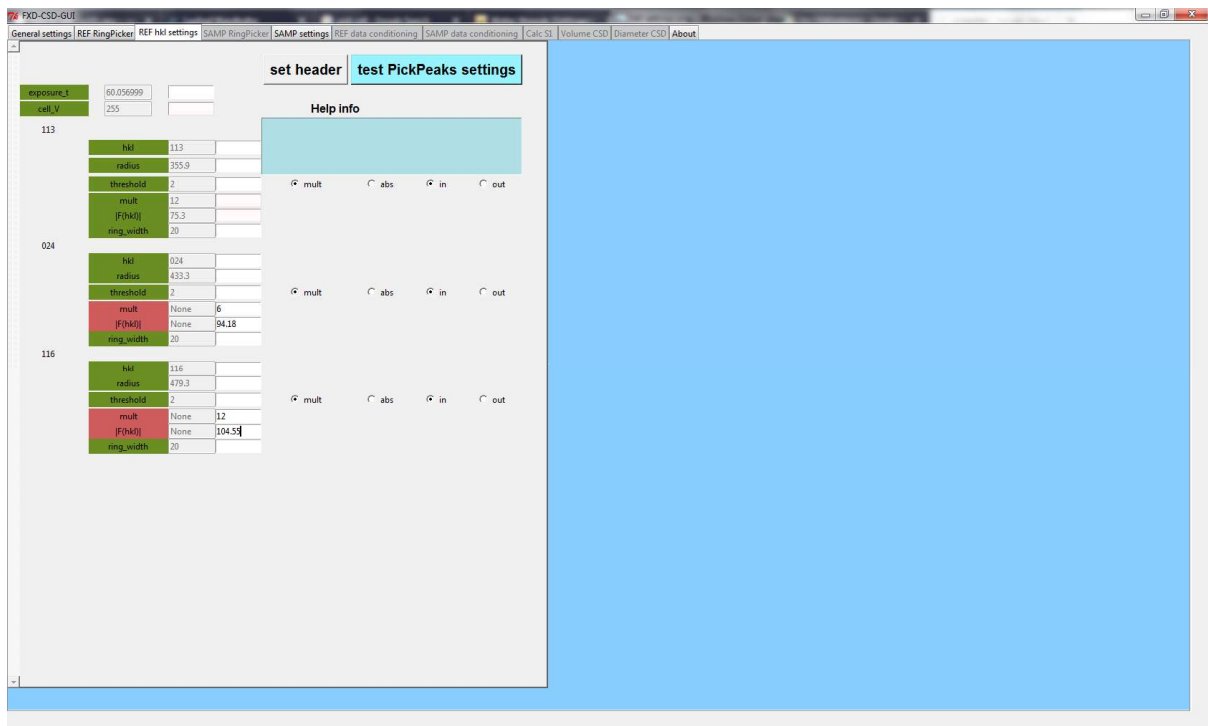 FXD-CSD-GUI
General settings REF RingPicker REF hkl settings SAMP RingPicker SAMP settings REF data conditioning SAMP data conditioning Calc S1 Volume CSD Diameter CSD About
set header test PickPeaks settings
exposure_t 60.056999
cell_V 255
Help info
113
hkl 113
radius 355.9
threshold 2 mult abs in out
mult 12
|F(hkl)| 75.3
ring_width 20
024
hkl 024
radius 433.3
threshold 2 mult abs in out
mult None 6
|F(hkl)| None 94.18
ring_width 20
116
hkl 116
radius 479.3
threshold 2 mult abs in out
mult None 12
|F(hkl)| None 104.55
ring_width 20